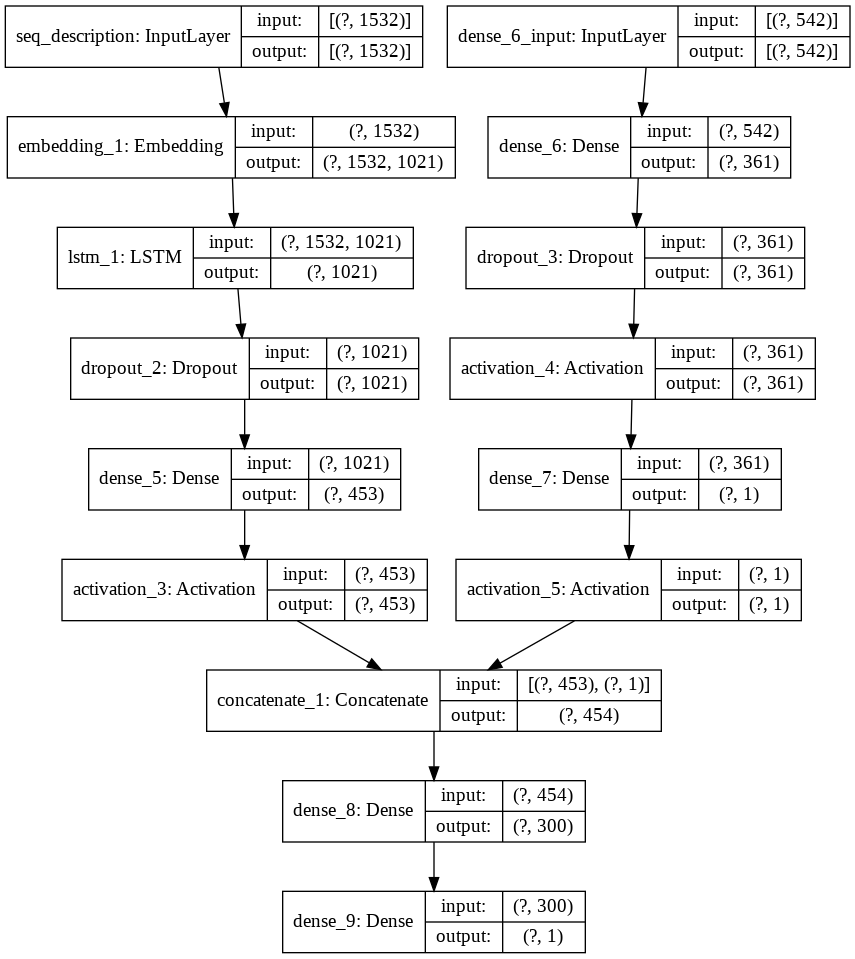 seq_description: InputLayer
input: [(?, 1532)]
output: [(?, 1532)]
dense_6_input: InputLayer
input: [(?, 542)]
output: [(?, 542)]
embedding_1: Embedding
input: (?, 1532)
output: (?, 1532, 1021)
dense_6: Dense
input: (?, 542)
output: (?, 361)
lstm_1: LSTM
input: (?, 1532, 1021)
output: (?, 1021)
dropout_3: Dropout
input: (?, 361)
output: (?, 361)
dropout_2: Dropout
input: (?, 1021)
output: (?, 1021)
activation_4: Activation
input: (?, 361)
output: (?, 361)
dense_5: Dense
input: (?, 1021)
output: (?, 453)
dense_7: Dense
input: (?, 361)
output: (?, 1)
activation_3: Activation
input: (?, 453)
output: (?, 453)
activation_5: Activation
input: (?, 1)
output: (?, 1)
concatenate_1: Concatenate
input: [(?, 453), (?, 1)]
output: (?, 454)
dense_8: Dense
input: (?, 454)
output: (?, 300)
dense_9: Dense
input: (?, 300)
output: (?, 1)